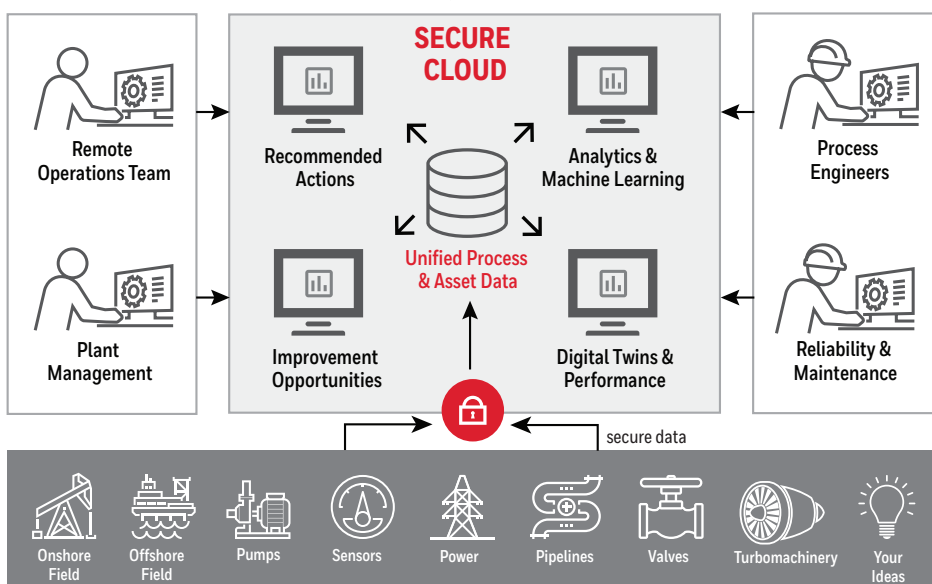 SECURE
CLOUD
Remote
Operations Team
Recommended
Actions
Analytics &
Machine Learning
Process
Engineers
Unified Process
& Asset Data
Plant
Management
Improvement
Opportunities
Digital Twins &
Performance
Reliability &
Maintenance
secure data
Onshore
Field
Offshore
Field
Pumps
Sensors
Power
Pipelines
Valves
Turbomachinery
Your
Ideas